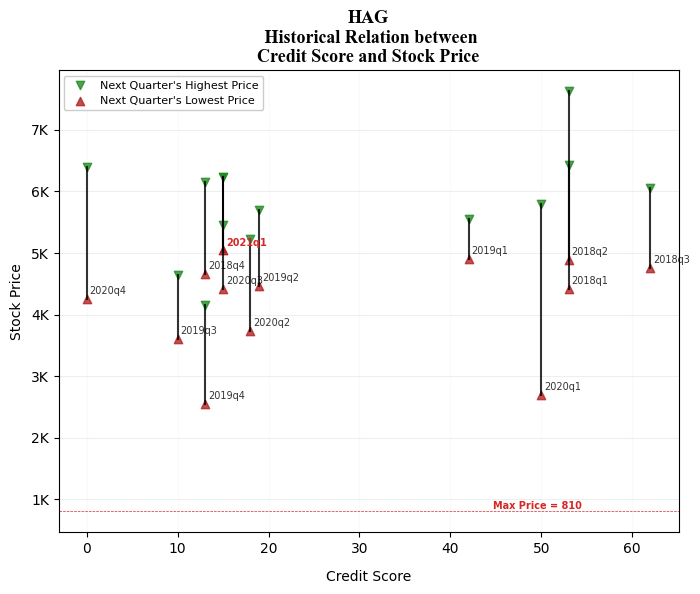 HAG
Historical Relation between
Credit Score and Stock Price
Next Quarter's Highest Price
Next Quarter's Lowest Price
7K
6K
5K
4K
3K
2K
1K
Stock Price
2020q4
2019q3
2018q4
2019q4
2021q1
2020q3
2020q2
2019q2
2019q1
2020q1
2018q2
2018q1
2018q3
Max Price = 810
0
10
20
30
40
50
60
Credit Score